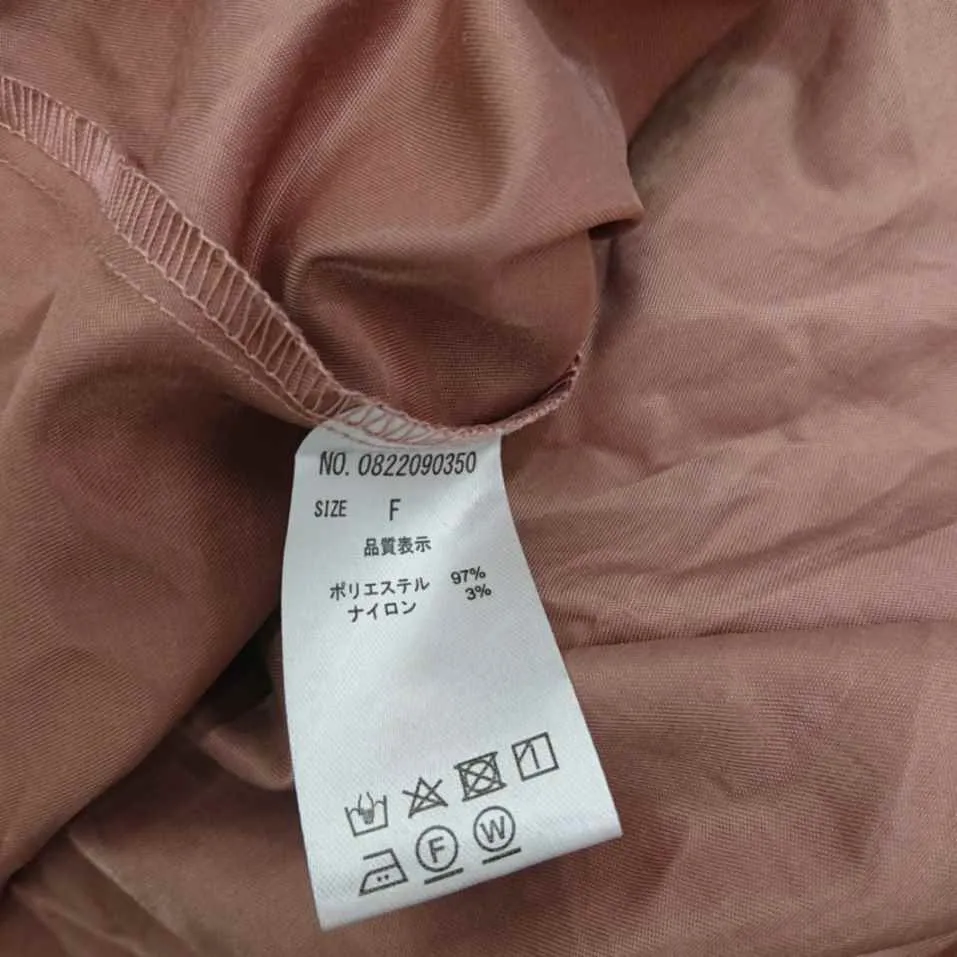 NO. 0822090350
SIZE F
品質表示
ポリエステル 97%
ナイロン 3%
F W